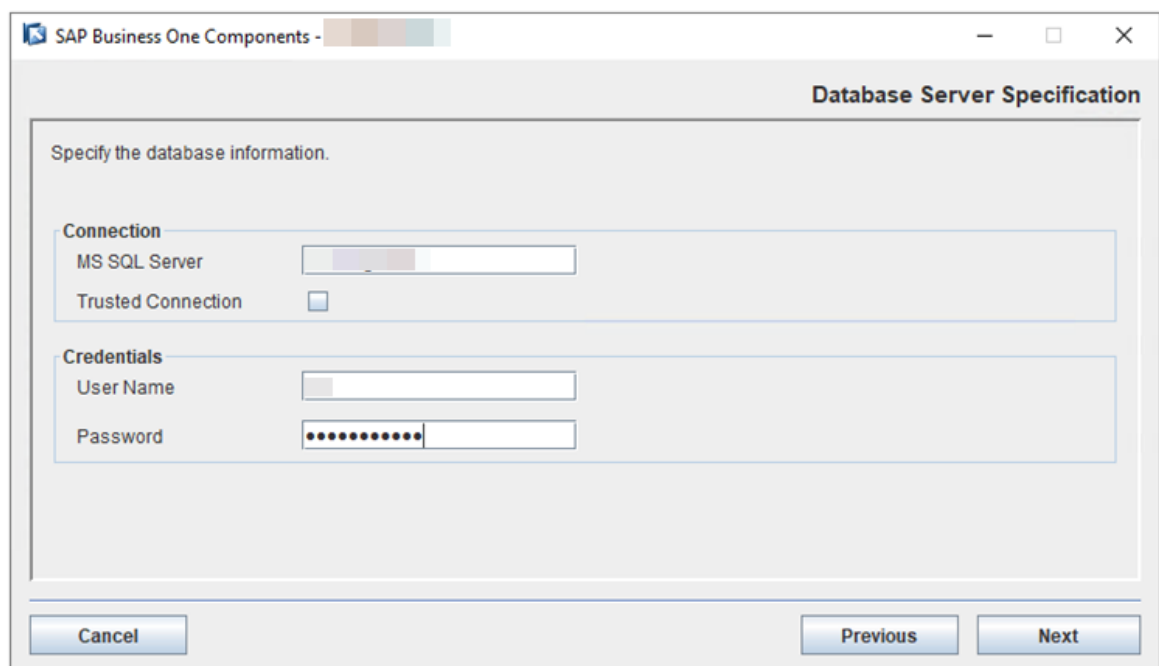 SAP Business One Components -
Database Server Specification
Specify the database information.
Connection
MS SQL Server
Trusted Connection
Credentials
User Name
Password •••••••••••
Cancel Previous Next